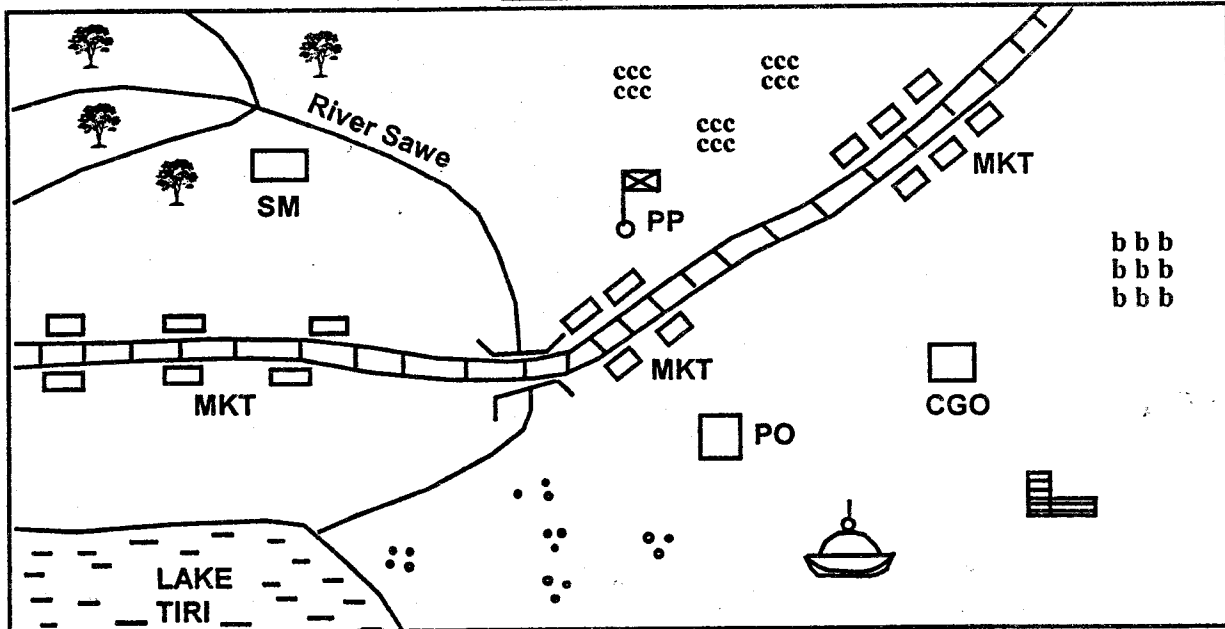 ccc
ccc
ccc
ccc
River Sawe
ccc
ccc
MKT
SM
PP
b b b
b b b
b b b
MKT
MKT
CGO
PO
LAKE
TIRI